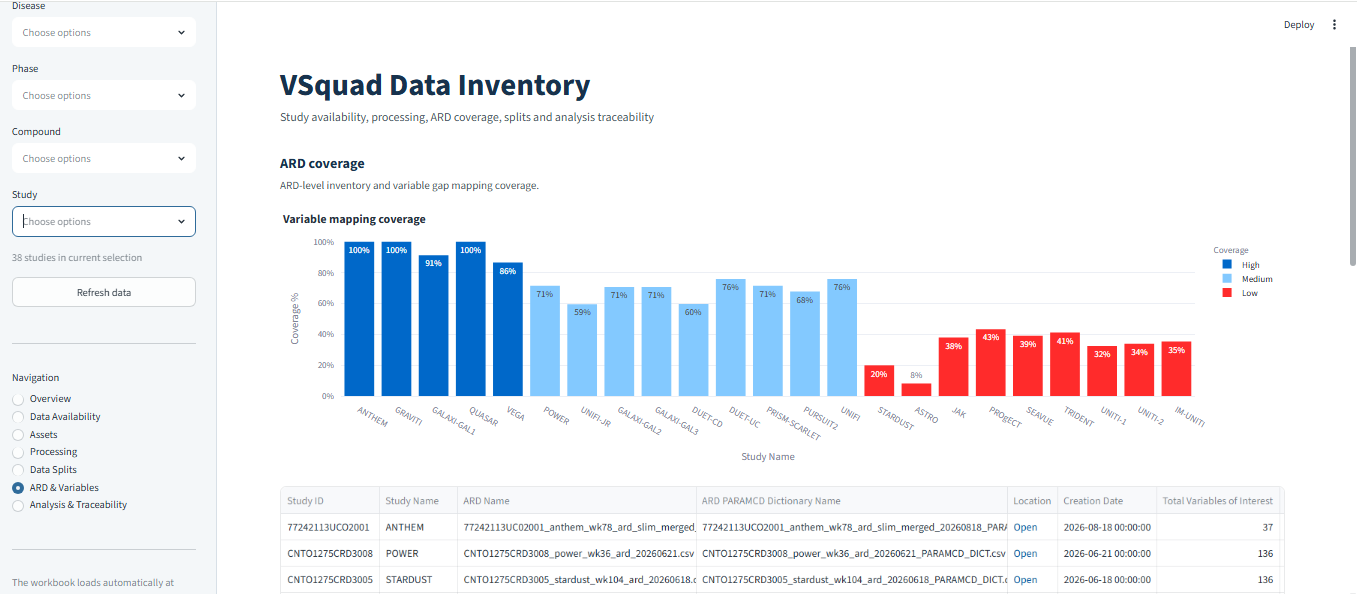 Disease
Choose options
Phase
Choose options
Compound
Choose options
Study
Choose options
38 studies in current selection
Refresh data
Navigation
Overview
Data Availability
Assets
Processing
Data Splits
ARD & Variables
Analysis & Traceability
The workbook loads automatically at
Deploy
VSquad Data Inventory
Study availability, processing, ARD coverage, splits and analysis traceability
ARD coverage
ARD-level inventory and variable gap mapping coverage.
Variable mapping coverage
Coverage %
100%
80%
60%
40%
20%
0%
100% 100% 91% 100% 86% 71% 59% 71% 71% 60% 76% 71% 68% 76% 20% 8% 38% 43% 39% 41% 32% 34% 35%
ANTHEM GRAVITI GALAXI-GAL1 QUASAR VEGA POWER UNIFI-JR GALAXI-GAL2 GALAXI-GAL3 DUET-CD DUET-UC PRISM-SCARLET PURSUIT2 UNIFI STARDUST ASTRO JAK PROgECT SEAVUE TRIDENT UNITI-1 UNITI-2 IM-UNITI
Study Name
Coverage
High
Medium
Low
Study ID Study Name ARD Name ARD PARAMCD Dictionary Name Location Creation Date Total Variables of Interest
77242113UCO2001 ANTHEM 77242113UCO2001_anthem_wk78_ard_slim_merged_ 77242113UCO2001_anthem_wk78_ard_slim_merged_20260818_PARA Open 2026-08-18 00:00:00 37
CNTO1275CRD3008 POWER CNTO1275CRD3008_power_wk36_ard_20260621.csv CNTO1275CRD3008_power_wk36_ard_20260621_PARAMCD_DICT.csv Open 2026-06-21 00:00:00 136
CNTO1275CRD3005 STARDUST CNTO1275CRD3005_stardust_wk104_ard_20260618.c CNTO1275CRD3005_stardust_wk104_ard_20260618_PARAMCD_DICT.c Open 2026-06-18 00:00:00 136